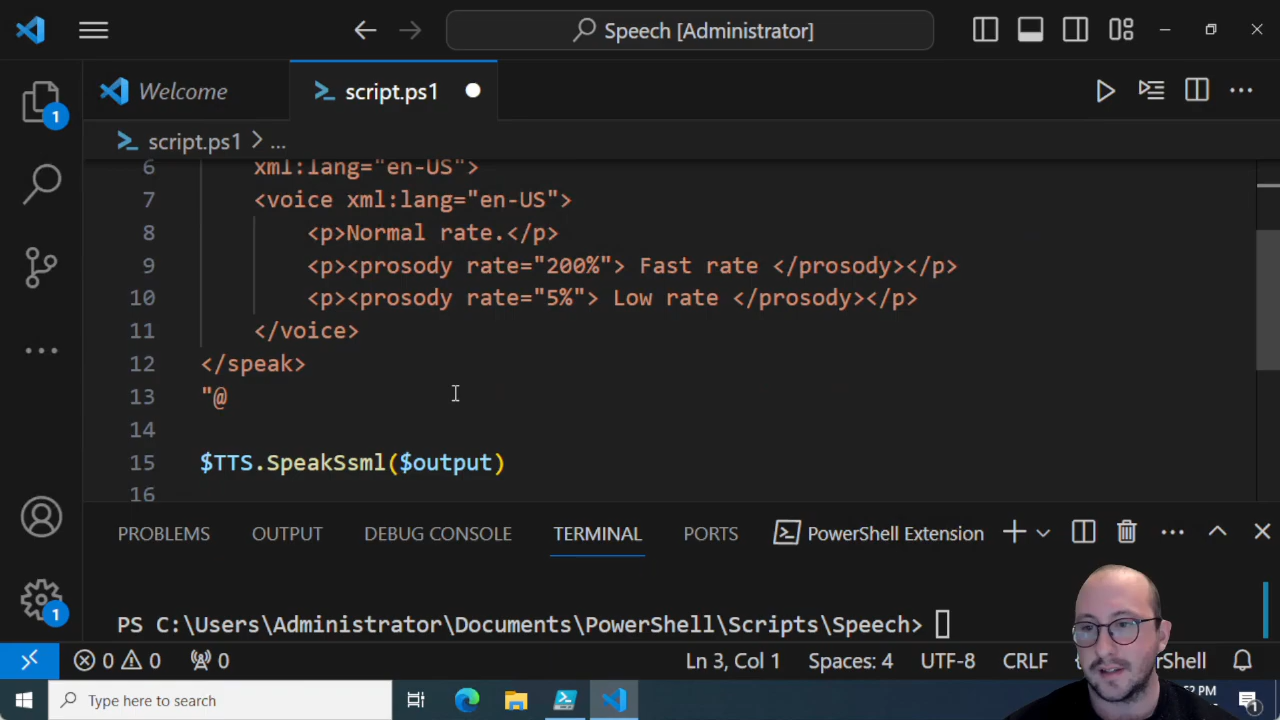 Speech [Administrator]
Welcome
script.ps1
script.ps1 > ...
1
6 xml:lang="en-US">
7 <voice xml:lang="en-US">
8 <p>Normal rate.</p>
9 <p><prosody rate="200%"> Fast rate </prosody></p>
10 <p><prosody rate="5%"> Low rate </prosody></p>
11 </voice>
12 </speak>
13 "@
14
15 $TTS.SpeakSsml($output)
16
PROBLEMS OUTPUT DEBUG CONSOLE TERMINAL PORTS PowerShell Extension
PS C:\Users\Administrator\Documents\PowerShell\Scripts\Speech>
1
0 0 0 Ln 3, Col 1 Spaces: 4 UTF-8 CRLF
Type here to search
PM
1